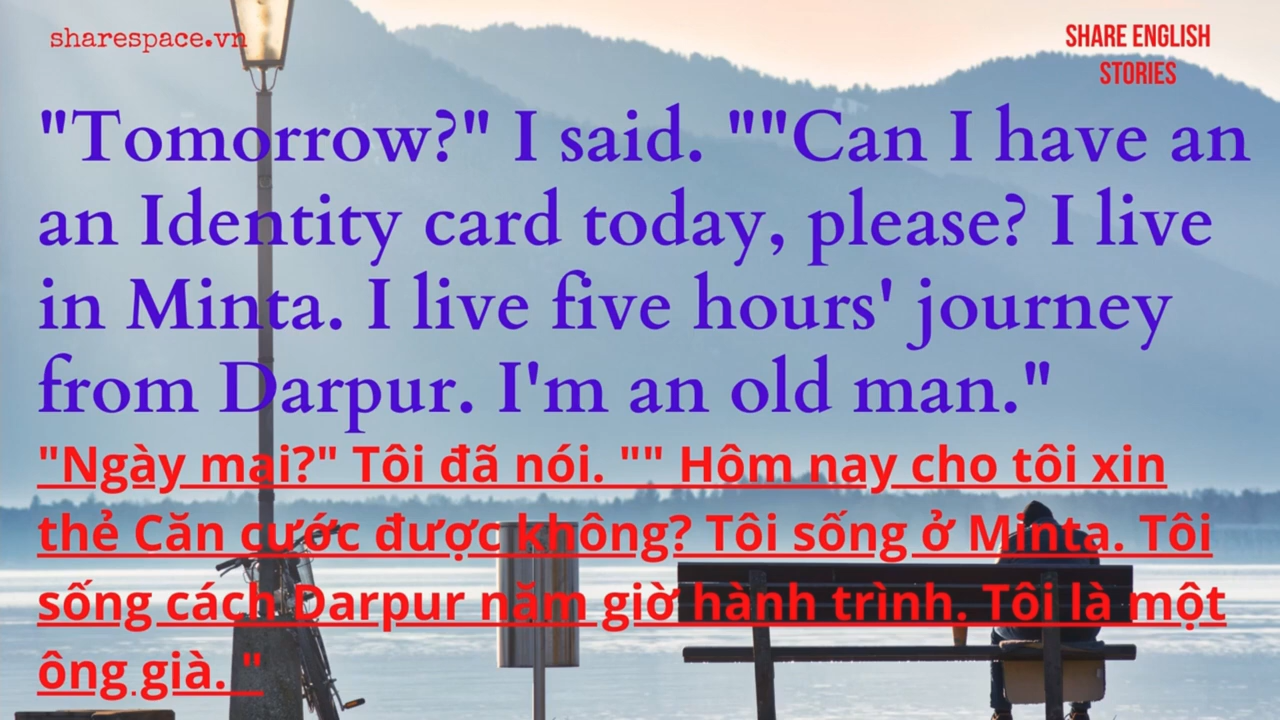 sharespace.vn
SHARE ENGLISH
STORIES
"Tomorrow?" I said. ""Can I have an
an Identity card today, please? I live
in Minta. I live five hours' journey
from Darpur. I'm an old man."
"Ngày mai?" Tôi đã nói. "" Hôm nay cho tôi xin
thẻ Căn cước được không? Tôi sống ở Minta. Tôi
sống cách Darpur năm giờ hành trình. Tôi là một
ông già. "